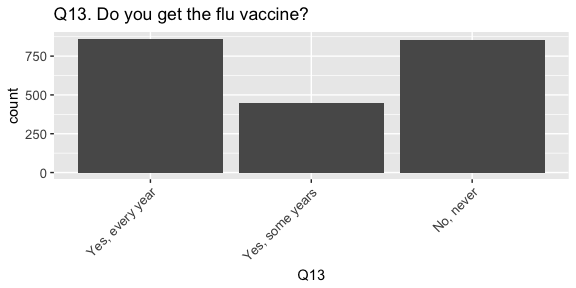 Q13. Do you get the flu vaccine?
count
750
500
250
0
Yes, every year
Yes, some years
No, never
Q13